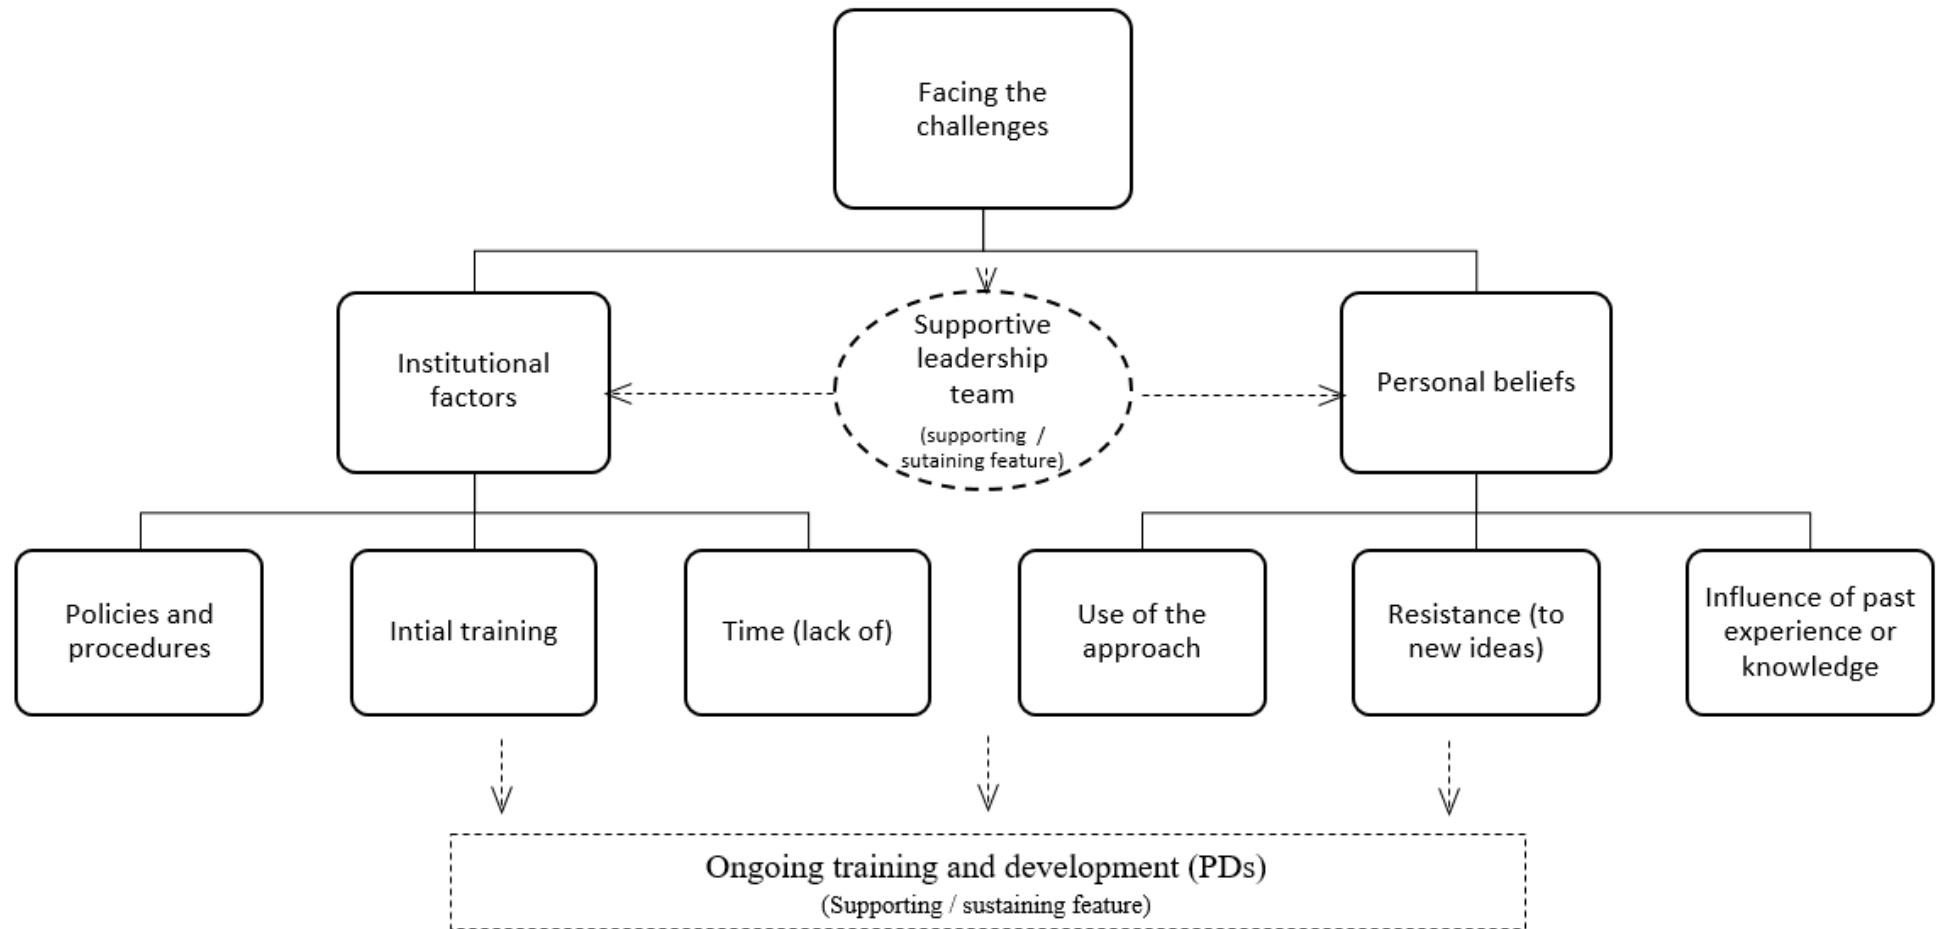 Facing the
challenges
Institutional
factors
Supportive
leadership
team
(supporting /
sutaining feature)
Personal beliefs
Policies and
procedures
Intial training
Time (lack of)
Use of the
approach
Resistance (to
new ideas)
Influence of past
experience or
knowledge
Ongoing training and development (PDs)
(Supporting / sustaining feature)